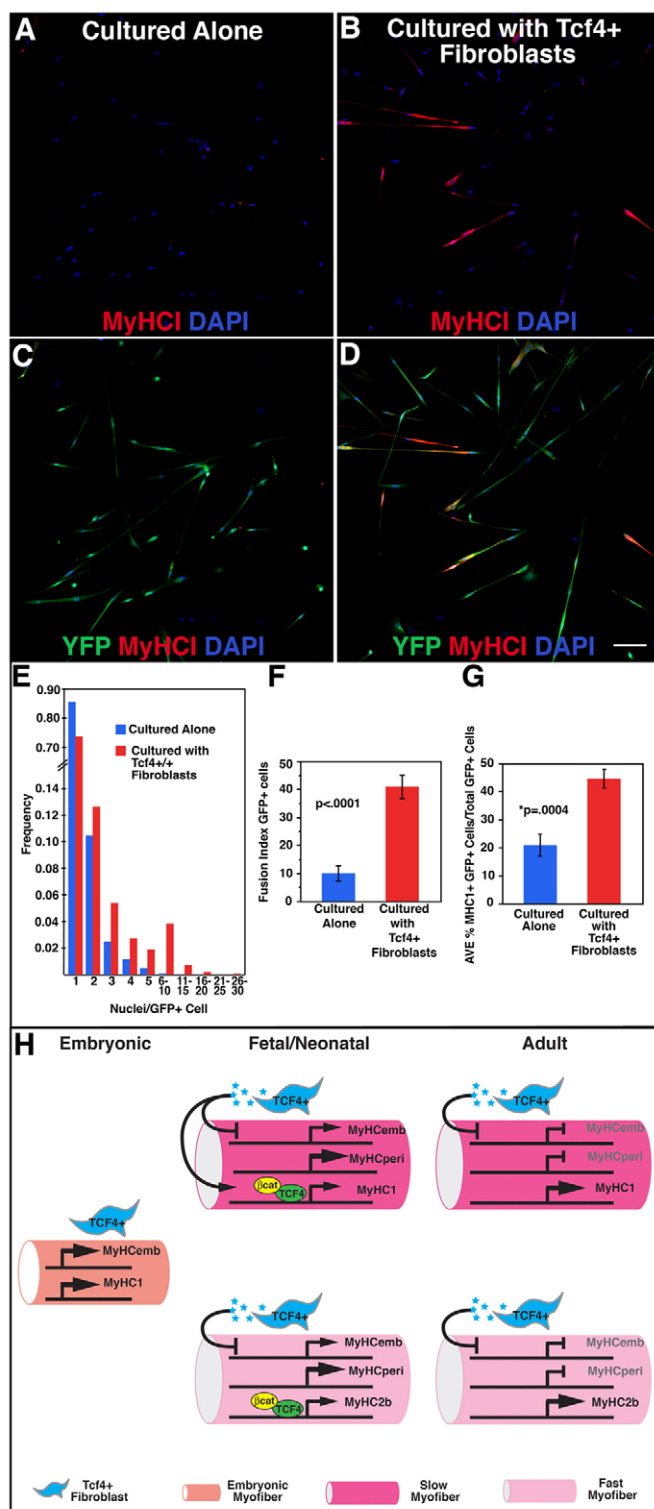 A
Cultured Alone
B
Cultured with Tcf4+
Fibroblasts
MyHCI DAPI
MyHCI DAPI
C
D
YFP MyHCI DAPI
YFP MyHCI DAPI
E
0.90
0.70
0.14
0.12
0.10
0.08
0.06
0.04
0.02
Frequency
Cultured Alone
Cultured with
Tcf4+/+
Fibroblasts
1 2 3 4 5 6-10 11-15 16-20 21-25 26-30
Nuclei/GFP+ Cell
F
Fusion Index GFP+ cells
50
40
30
20
10
0
p<.0001
Cultured
Alone
Cultured
with
Tcf4+
Fibroblasts
G
AVE % MHC1+ GFP+ Cells/Total GFP+ Cells
50
40
30
20
10
0
*p=.0004
Cultured
Alone
Cultured
with
Tcf4+
Fibroblasts
H
Embryonic
Fetal/Neonatal
Adult
TCF4+
MyHCemb
MyHC1
TCF4+
MyHCemb
MyHCperi
βcat
TCF4
MyHC1
TCF4+
MyHCemb
MyHCperi
MyHC1
TCF4+
MyHCemb
MyHCperi
βcat
TCF4
MyHC2b
TCF4+
MyHCemb
MyHCperi
MyHC2b
Tcf4+
Fibroblast
Embryonic
Myofiber
Slow
Myofiber
Fast
Myofiber